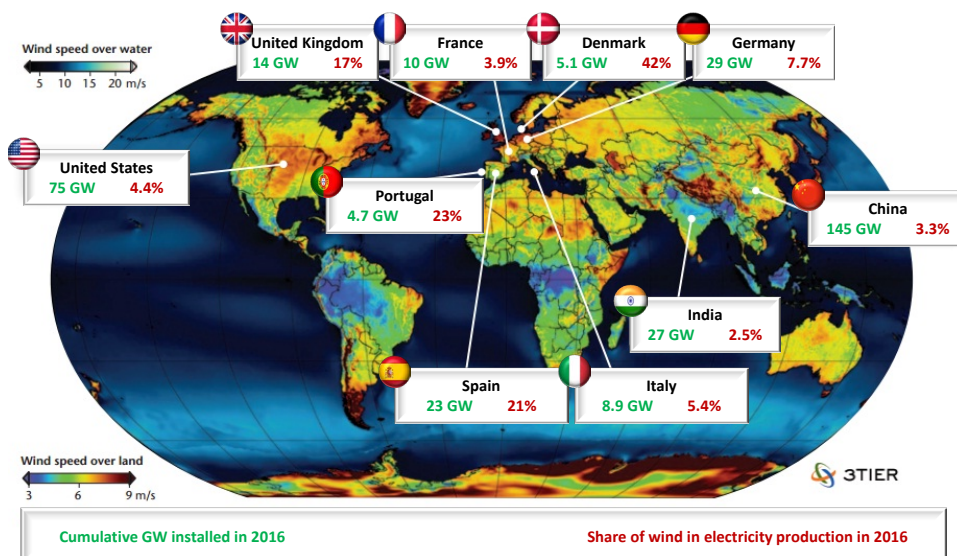 Wind speed over water
5 10 15 20 m/s
United Kingdom
14 GW 17%
France
10 GW 3.9%
Denmark
5.1 GW 42%
Germany
29 GW 7.7%
United States
75 GW 4.4%
Portugal
4.7 GW 23%
China
145 GW 3.3%
India
27 GW 2.5%
Spain
23 GW 21%
Italy
8.9 GW 5.4%
Wind speed over land
3 6 9 m/s
3TIER
Cumulative GW installed in 2016
Share of wind in electricity production in 2016